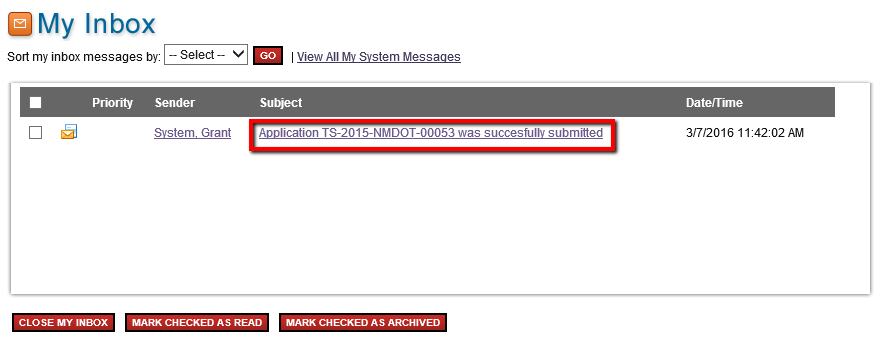 My Inbox
Sort my inbox messages by: -- Select -- GO | View All My System Messages
Priority Sender Subject Date/Time
System, Grant Application TS-2015-NMDOT-00053 was succesfully submitted 3/7/2016 11:42:02 AM
CLOSE MY INBOX MARK CHECKED AS READ MARK CHECKED AS ARCHIVED